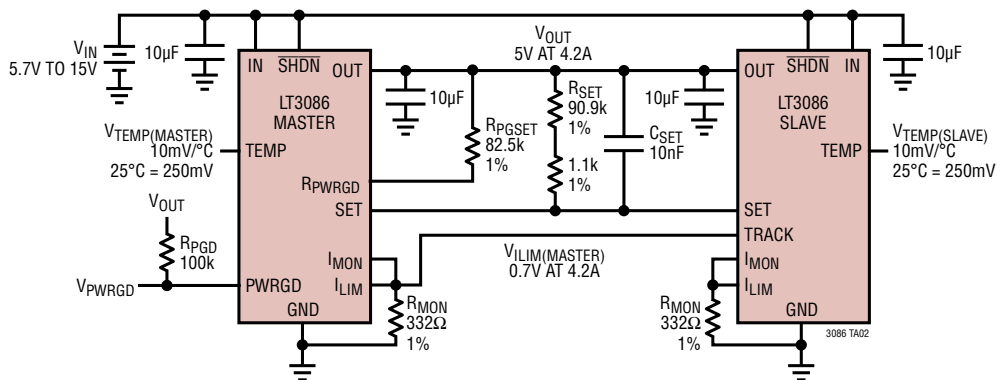 VIN
5.7V TO 15V
10µF
IN
SHDN
OUT
LT3086
MASTER
VTEMP(MASTER)
10mV/°C
25°C = 250mV
TEMP
RPWRGD
SET
VOUT
RPGD
100k
VPWRGD
PWRGD
IMON
ILIM
GND
RMON
332Ω
1%
10µF
RPGSET
82.5k
1%
VOUT
5V AT 4.2A
RSET
90.9k
1%
1.1k
1%
CSET
10nF
10µF
VILIM(MASTER)
0.7V AT 4.2A
OUT
SHDN
IN
LT3086
SLAVE
TEMP
SET
TRACK
IMON
ILIM
GND
RMON
332Ω
1%
10µF
VTEMP(SLAVE)
10mV/°C
25°C = 250mV
3086 TA02